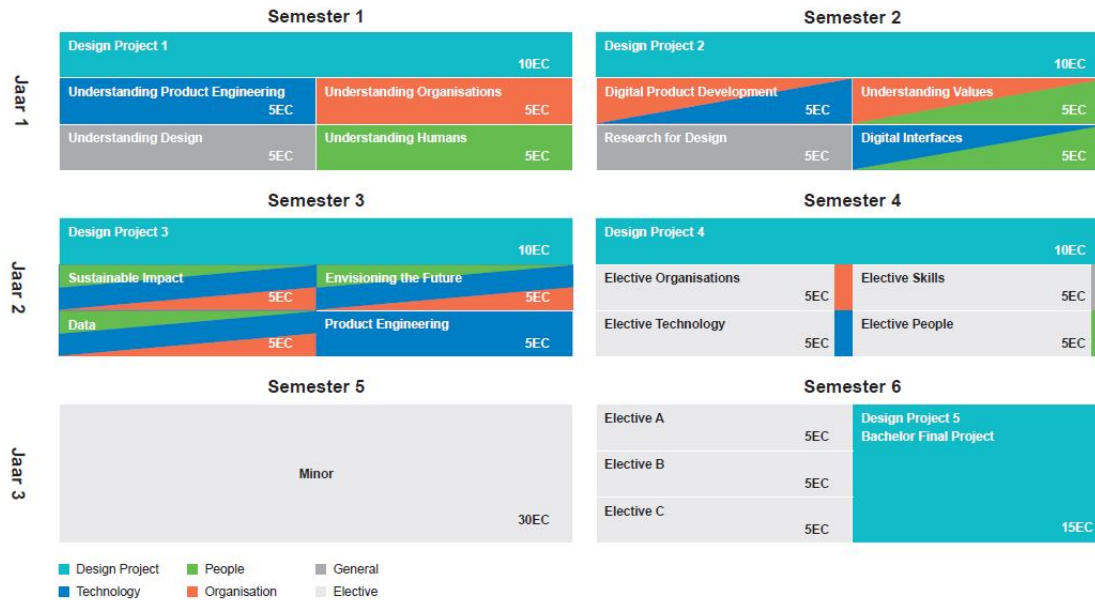 Semester 1
Semester 2
Jaar 1
Design Project 1
10EC
Design Project 2
10EC
Understanding Product Engineering
5EC
Understanding Organisations
5EC
Digital Product Development
5EC
Understanding Values
5EC
Understanding Design
5EC
Understanding Humans
5EC
Research for Design
5EC
Digital Interfaces
5EC
Semester 3
Semester 4
Jaar 2
Design Project 3
10EC
Design Project 4
10EC
Sustainable Impact
5EC
Envisioning the Future
5EC
Elective Organisations
5EC
Elective Skills
5EC
Data
5EC
Product Engineering
5EC
Elective Technology
5EC
Elective People
5EC
Semester 5
Semester 6
Jaar 3
Minor
30EC
Elective A
5EC
Elective B
5EC
Elective C
5EC
Design Project 5
Bachelor Final Project
15EC
Design Project
People
General
Technology
Organisation
Elective